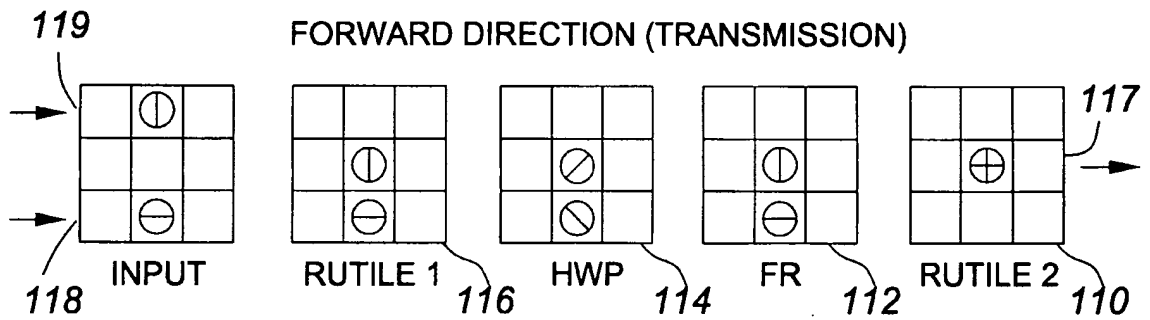 119
FORWARD DIRECTION (TRANSMISSION)
117
118
INPUT
RUTILE 1
116
HWP
114
FR
112
RUTILE 2
110